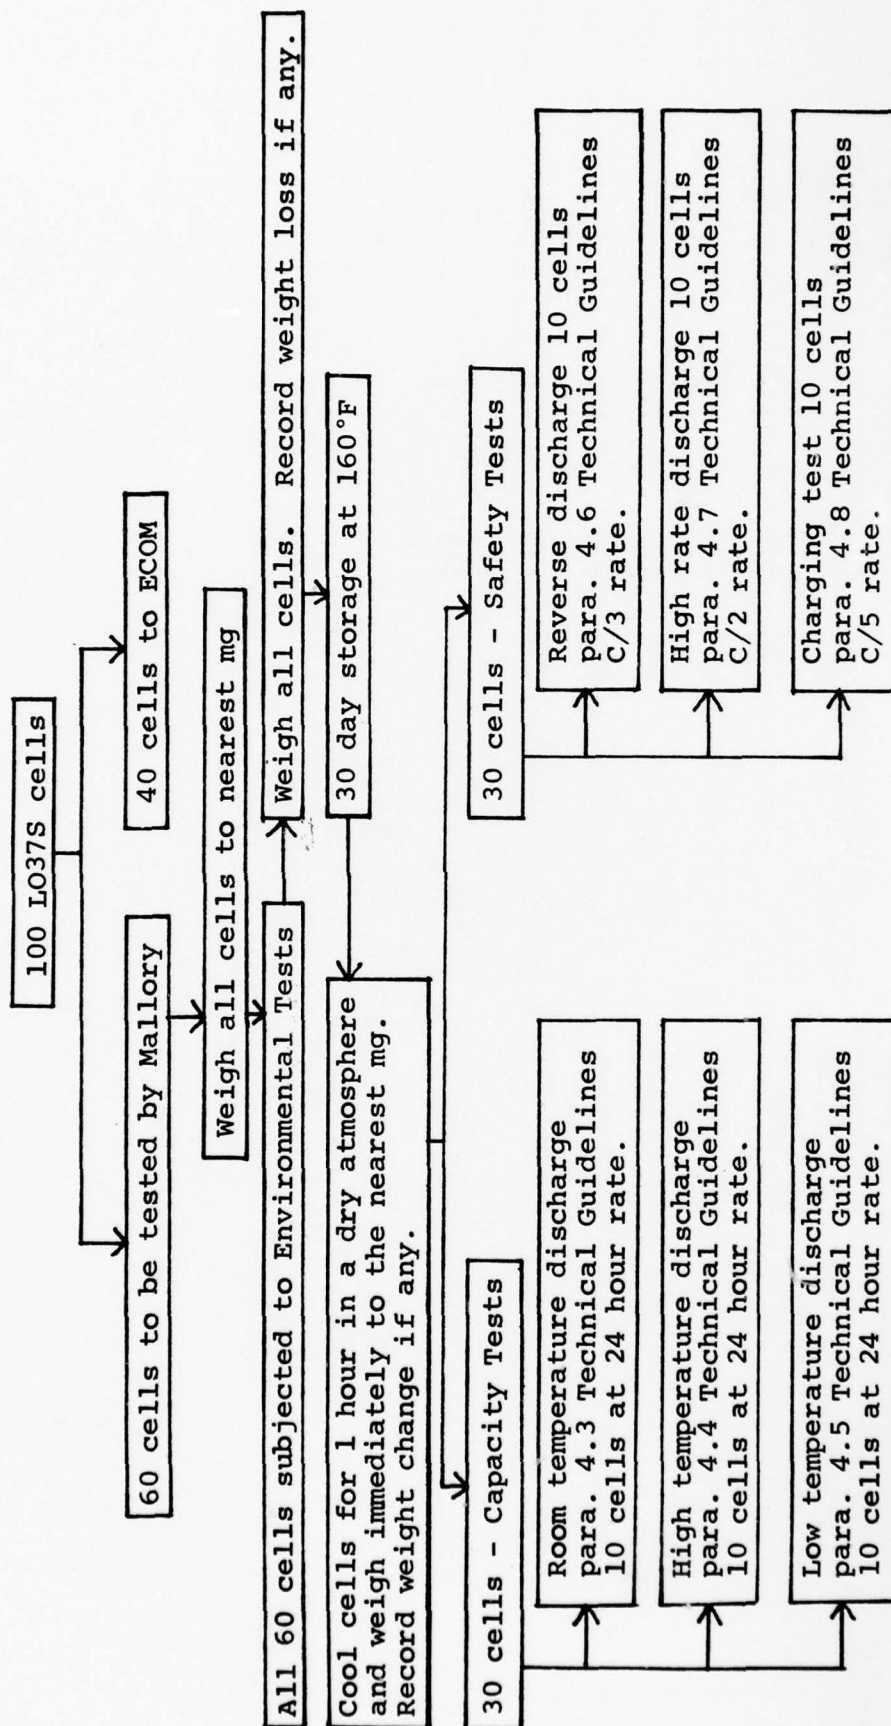 100 LO37S cells
60 cells to be tested by Mallory
40 cells to ECOM
Weigh all cells to nearest mg
All 60 cells subjected to Environmental Tests
Weigh all cells. Record weight loss if any.
30 day storage at 160°F
Cool cells for 1 hour in a dry atmosphere
and weigh immediately to the nearest mg.
Record weight change if any.
30 cells - Capacity Tests
Room temperature discharge
para. 4.3 Technical Guidelines
10 cells at 24 hour rate.
High temperature discharge
para. 4.4 Technical Guidelines
10 cells at 24 hour rate.
Low temperature discharge
para. 4.5 Technical Guidelines
10 cells at 24 hour rate.
30 cells - Safety Tests
Reverse discharge 10 cells
para. 4.6 Technical Guidelines
C/3 rate.
High rate discharge 10 cells
para. 4.7 Technical Guidelines
C/2 rate.
Charging test 10 cells
para. 4.8 Technical Guidelines
C/5 rate.